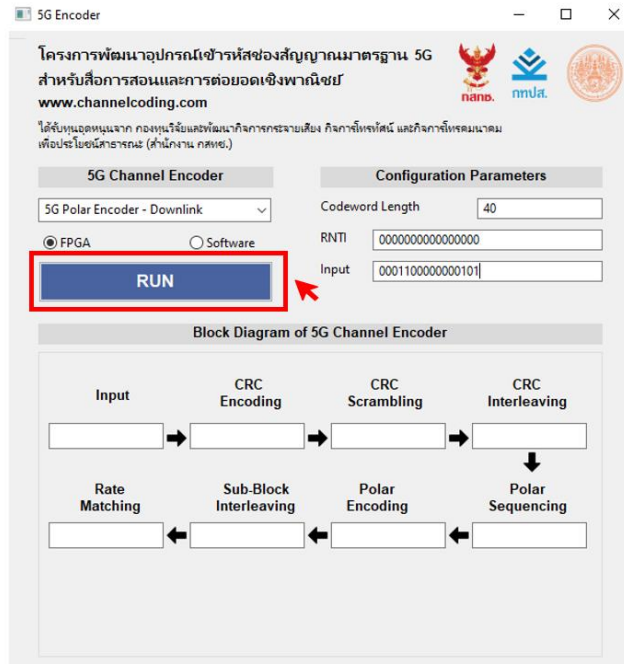 5G Encoder
โครงการพัฒนาอุปกรณ์เข้ารหัสช่องสัญญาณมาตรฐาน 5G
สำหรับสื่อการสอนและการต่อยอดเชิงพาณิชย์
www.channelcoding.com
กสทช.
กทปส.
ได้รับทุนอุดหนุนจาก กองทุนวิจัยและพัฒนากิจการกระจายเสียง กิจการโทรทัศน์ และกิจการโทรคมนาคม
เพื่อประโยชน์สาธารณะ (สำนักงาน กสทช.)
5G Channel Encoder
Configuration Parameters
5G Polar Encoder - Downlink
Codeword Length 40
FPGA Software
RNTI 0000000000000000
RUN
Input 0001100000000101
Block Diagram of 5G Channel Encoder
Input
CRC Encoding
CRC Scrambling
CRC Interleaving
Rate Matching
Sub-Block Interleaving
Polar Encoding
Polar Sequencing